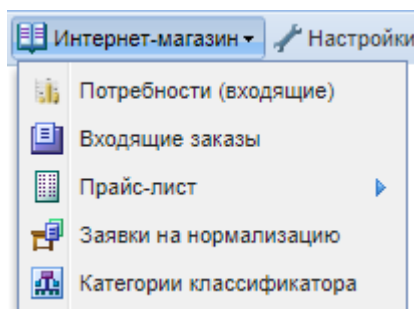 Интернет-магазин Настройки
Потребности (входящие)
Входящие заказы
Прайс-лист
Заявки на нормализацию
Категории классификатора